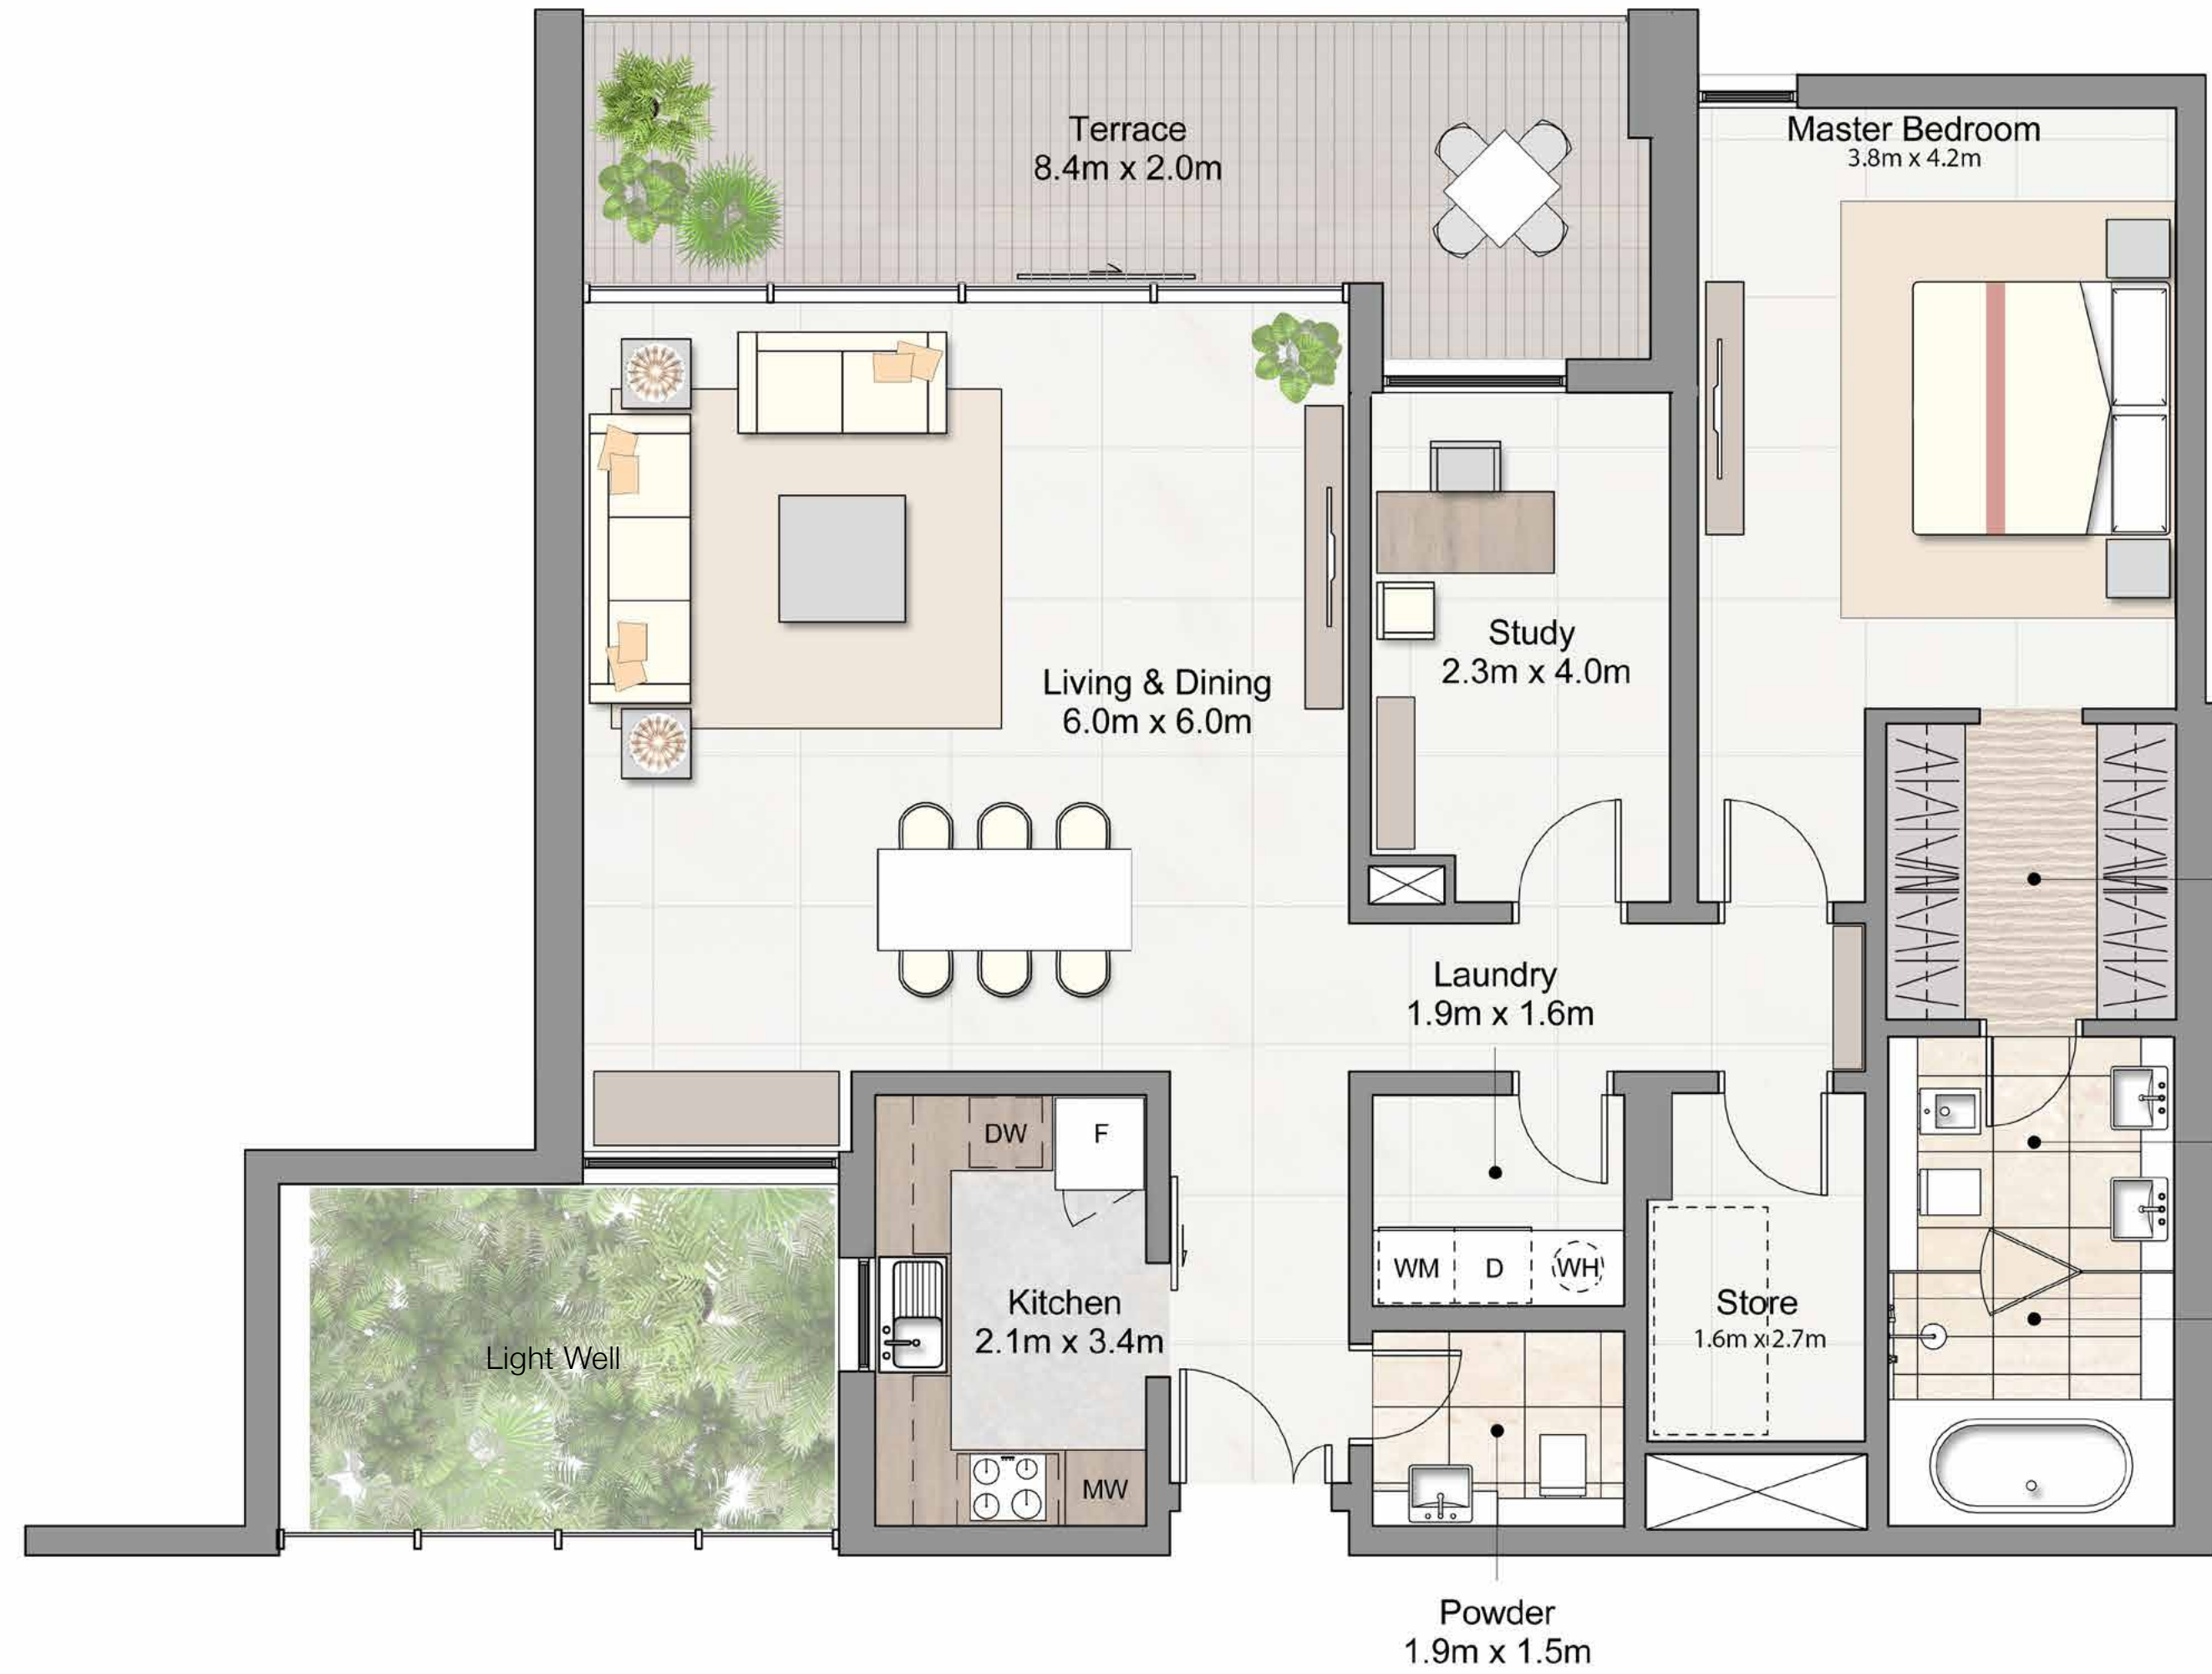 Terrace
8.4m x 2.0m
Master Bedroom
3.8m x 4.2m
Study
2.3m x 4.0m
Living & Dining
6.0m x 6.0m
Laundry
1.9m x 1.6m
DW
F
WM
D
WH
Kitchen
2.1m x 3.4m
Store
1.6m x 2.7m
Light Well
MW
Powder
1.9m x 1.5m